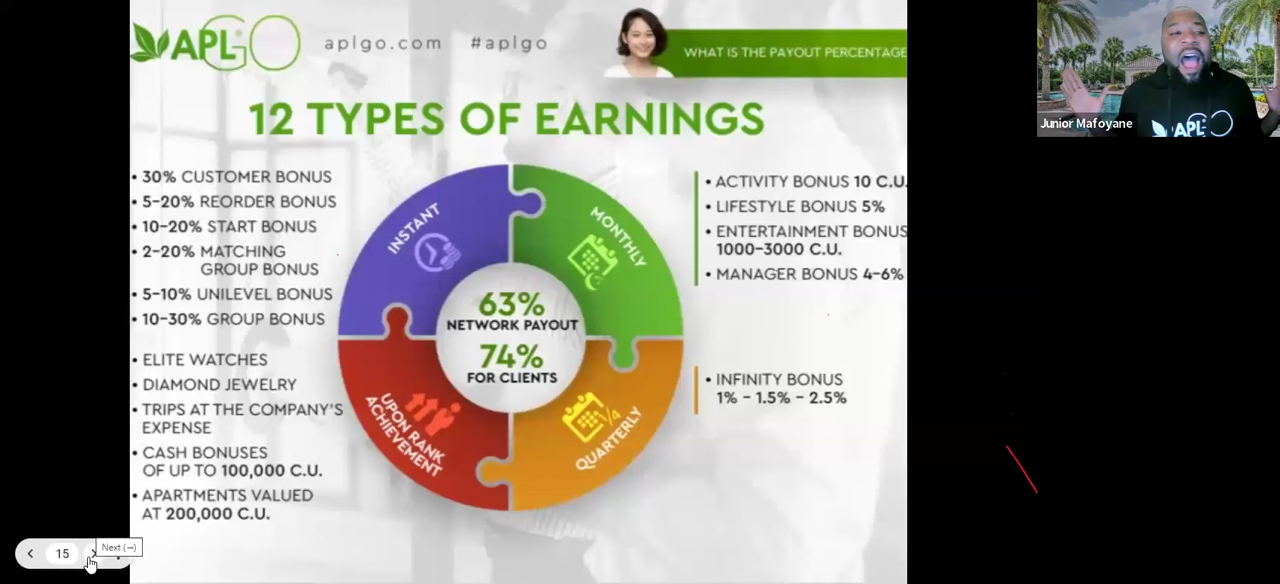 APLGO
aplgo.com #aplgo
WHAT IS THE PAYOUT PERCENTAGE
12 TYPES OF EARNINGS
• 30% CUSTOMER BONUS
• 5-20% REORDER BONUS
• 10-20% START BONUS
• 2-20% MATCHING
GROUP BONUS
• 5-10% UNILEVEL BONUS
• 10-30% GROUP BONUS
• ELITE WATCHES
• DIAMOND JEWELRY
• TRIPS AT THE COMPANY'S
EXPENSE
• CASH BONUSES
OF UP TO 100,000 C.U.
• APARTMENTS VALUED
AT 200,000 C.U.
INSTANT
MONTHLY
63%
NETWORK PAYOUT
74%
FOR CLIENTS
UPON RANK
ACHIEVEMENT
1/4
QUARTERLY
• ACTIVITY BONUS 10 C.U.
• LIFESTYLE BONUS 5%
• ENTERTAINMENT BONUS
1000-3000 C.U.
• MANAGER BONUS 4-6%
• INFINITY BONUS
1% - 1.5% - 2.5%
Junior Mafoyane
APLGO
15
Next (→)